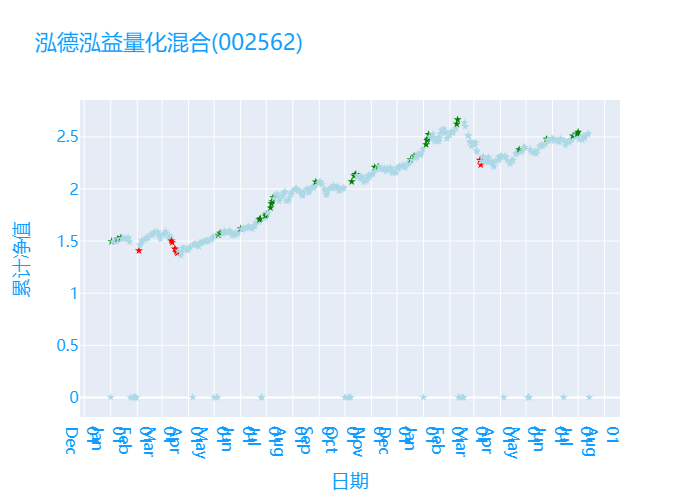 泓德泓益量化混合(002562)
累计净值
2.5
2
1.5
1
0.5
0
Dec
Jan
Feb
Mar
Apr
May
Jun
Jul
Aug
Sep
Oct
Nov
Dec
Jan
Feb
Mar
Apr
May
Jun
Jul
Aug
01
日期